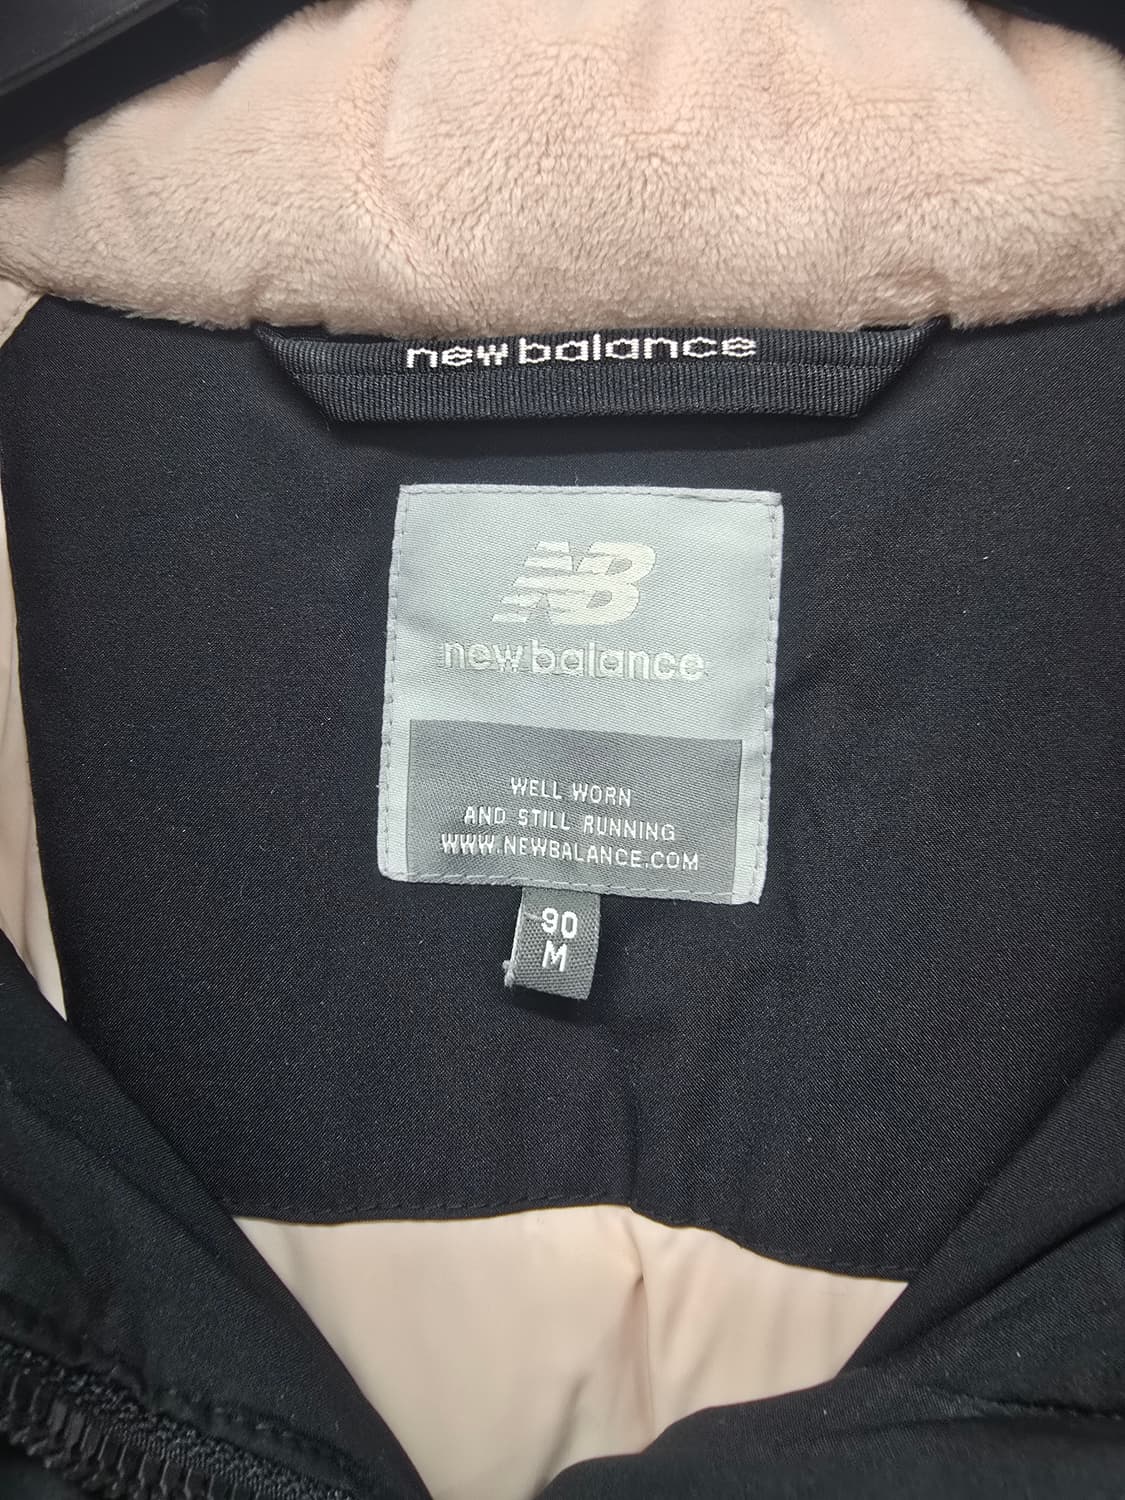 new balance
NB
new balance
WELL WORN
AND STILL RUNNING
WWW.NEWBALANCE.COM
90
M